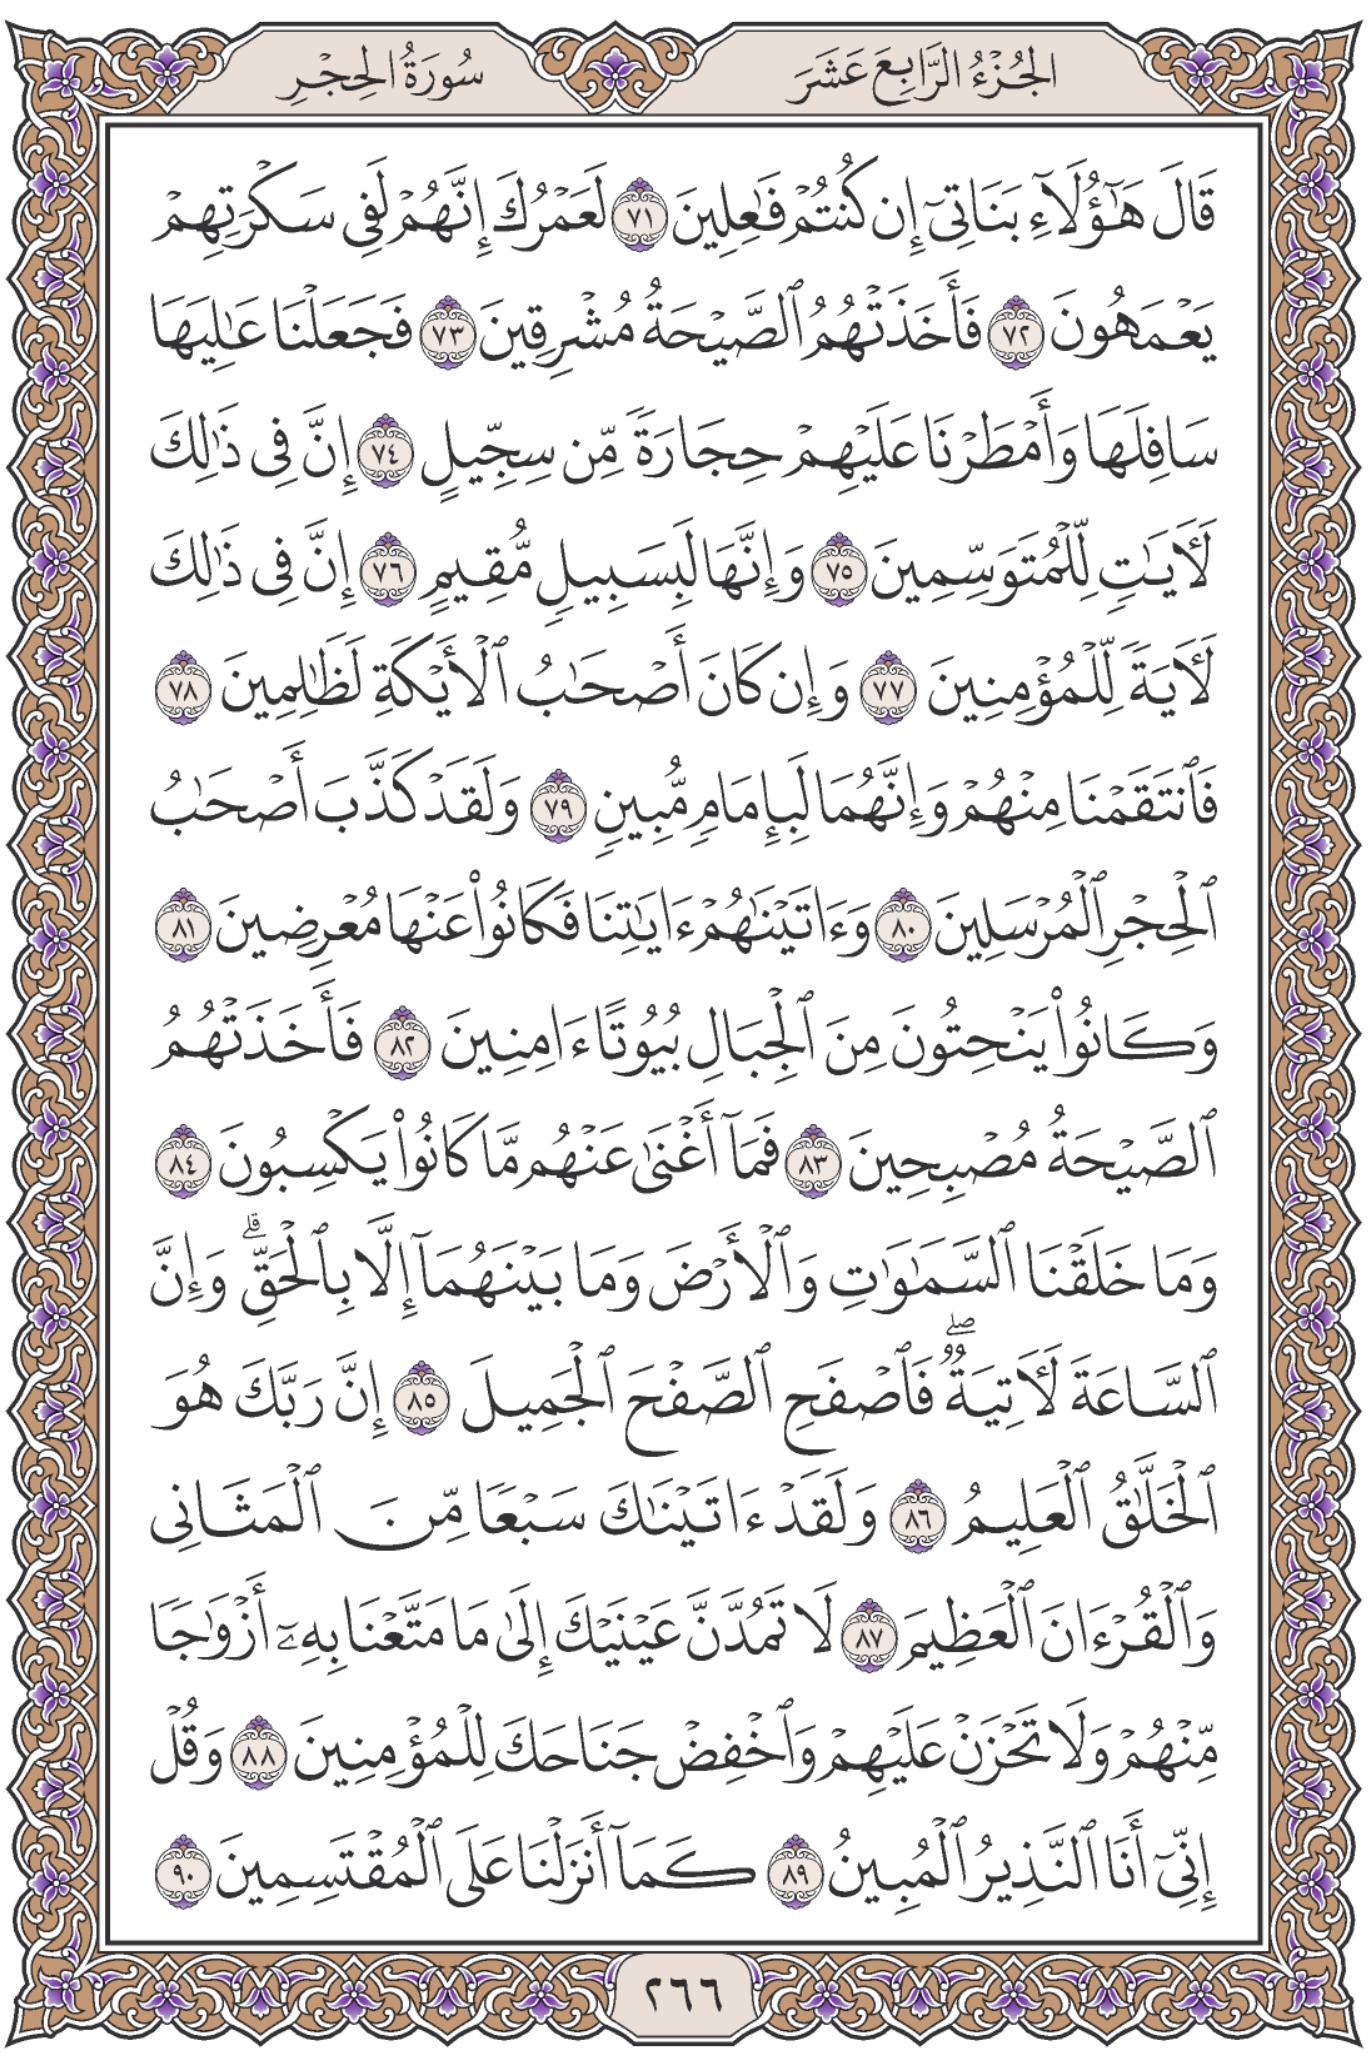 الجُزْءُ الرَّابِعَ عَشَرَ
سُورَةُ الحِجْرِ
قَالَ هَٰٓؤُلَآءِ بَنَاتِىٓ إِن كُنتُمْ فَٰعِلِينَ ٧١ لَعَمْرُكَ إِنَّهُمْ لَفِى سَكْرَتِهِمْ
يَعْمَهُونَ ٧٢ فَأَخَذَتْهُمُ ٱلصَّيْحَةُ مُشْرِقِينَ ٧٣ فَجَعَلْنَا عَٰلِيَهَا
سَافِلَهَا وَأَمْطَرْنَا عَلَيْهِمْ حِجَارَةً مِّن سِجِّيلٍ ٧٤ إِنَّ فِى ذَٰلِكَ
لَـَٔايَٰتٍ لِّلْمُتَوَسِّمِينَ ٧٥ وَإِنَّهَا لَبِسَبِيلٍ مُّقِيمٍ ٧٦ إِنَّ فِى ذَٰلِكَ
لَـَٔايَةً لِّلْمُؤْمِنِينَ ٧٧ وَإِن كَانَ أَصْحَٰبُ ٱلْأَيْكَةِ لَظَٰلِمِينَ ٧٨
فَٱنتَقَمْنَا مِنْهُمْ وَإِنَّهُمَا لَبِإِمَامٍ مُّبِينٍ ٧٩ وَلَقَدْ كَذَّبَ أَصْحَٰبُ
ٱلْحِجْرِ ٱلْمُرْسَلِينَ ٨٠ وَءَاتَيْنَٰهُمْ ءَايَٰتِنَا فَكَانُوا۟ عَنْهَا مُعْرِضِينَ ٨١
وَكَانُوا۟ يَنْحِتُونَ مِنَ ٱلْجِبَالِ بُيُوتًا ءَامِنِينَ ٨٢ فَأَخَذَتْهُمُ
ٱلصَّيْحَةُ مُصْبِحِينَ ٨٣ فَمَآ أَغْنَىٰ عَنْهُم مَّا كَانُوا۟ يَكْسِبُونَ ٨٤
وَمَا خَلَقْنَا ٱلسَّمَٰوَٰتِ وَٱلْأَرْضَ وَمَا بَيْنَهُمَآ إِلَّا بِٱلْحَقِّ ۗ وَإِنَّ
ٱلسَّاعَةَ لَـَٔاتِيَةٌ ۖ فَٱصْفَحِ ٱلصَّفْحَ ٱلْجَمِيلَ ٨٥ إِنَّ رَبَّكَ هُوَ
ٱلْخَلَّٰقُ ٱلْعَلِيمُ ٨٦ وَلَقَدْ ءَاتَيْنَٰكَ سَبْعًا مِّنَ ٱلْمَثَانِى
وَٱلْقُرْءَانَ ٱلْعَظِيمَ ٨٧ لَا تَمُدَّنَّ عَيْنَيْكَ إِلَىٰ مَا مَتَّعْنَا بِهِۦٓ أَزْوَٰجًا
مِّنْهُمْ وَلَا تَحْزَنْ عَلَيْهِمْ وَٱخْفِضْ جَنَاحَكَ لِلْمُؤْمِنِينَ ٨٨ وَقُلْ
إِنِّىٓ أَنَا ٱلنَّذِيرُ ٱلْمُبِينُ ٨٩ كَمَآ أَنزَلْنَا عَلَى ٱلْمُقْتَسِمِينَ ٩٠
٢٦٦